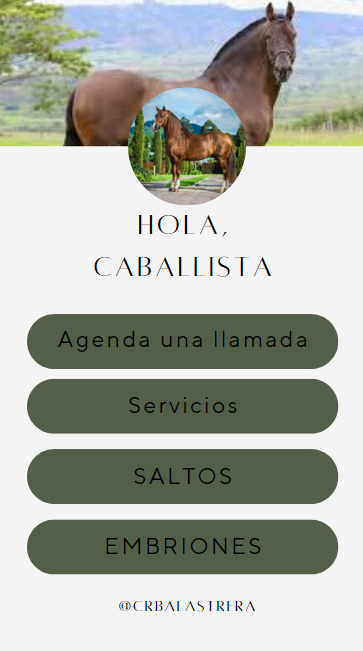 HOLA,
CABALLISTA
Agenda una llamada
Servicios
SALTOS
EMBRIONES
@CRBALASTRERA